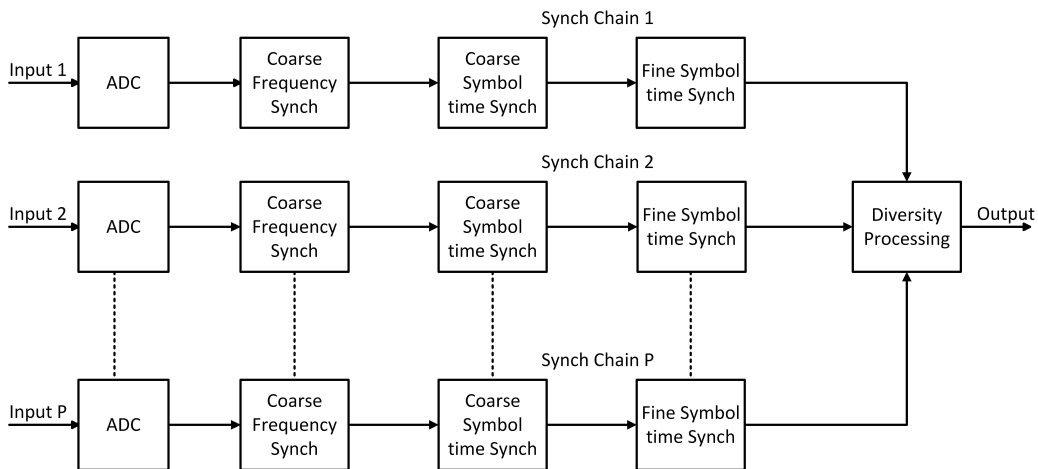 Synch Chain 1
Input 1
ADC
Coarse
Frequency
Synch
Coarse
Symbol
time Synch
Fine Symbol
time Synch
Synch Chain 2
Input 2
ADC
Coarse
Frequency
Synch
Coarse
Symbol
time Synch
Fine Symbol
time Synch
Diversity
Processing
Output
Synch Chain P
Input P
ADC
Coarse
Frequency
Synch
Coarse
Symbol
time Synch
Fine Symbol
time Synch